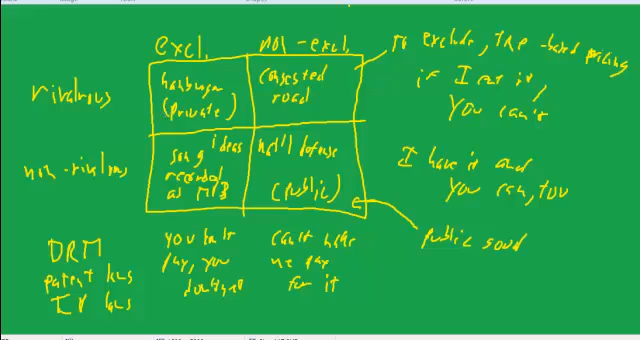 excl. non-excl.
to exclude, time-based pricing
rivalrous
hamburger
(private)
congested
road
if I eat it,
you can't
non-rivalrous
song ideas
recorded
as MP3
nat'l defense
(public)
I have it and
you can, too
public good
DRM
patent laws
IP laws
you don't
pay, you
don't get
can't make
me pay
for it